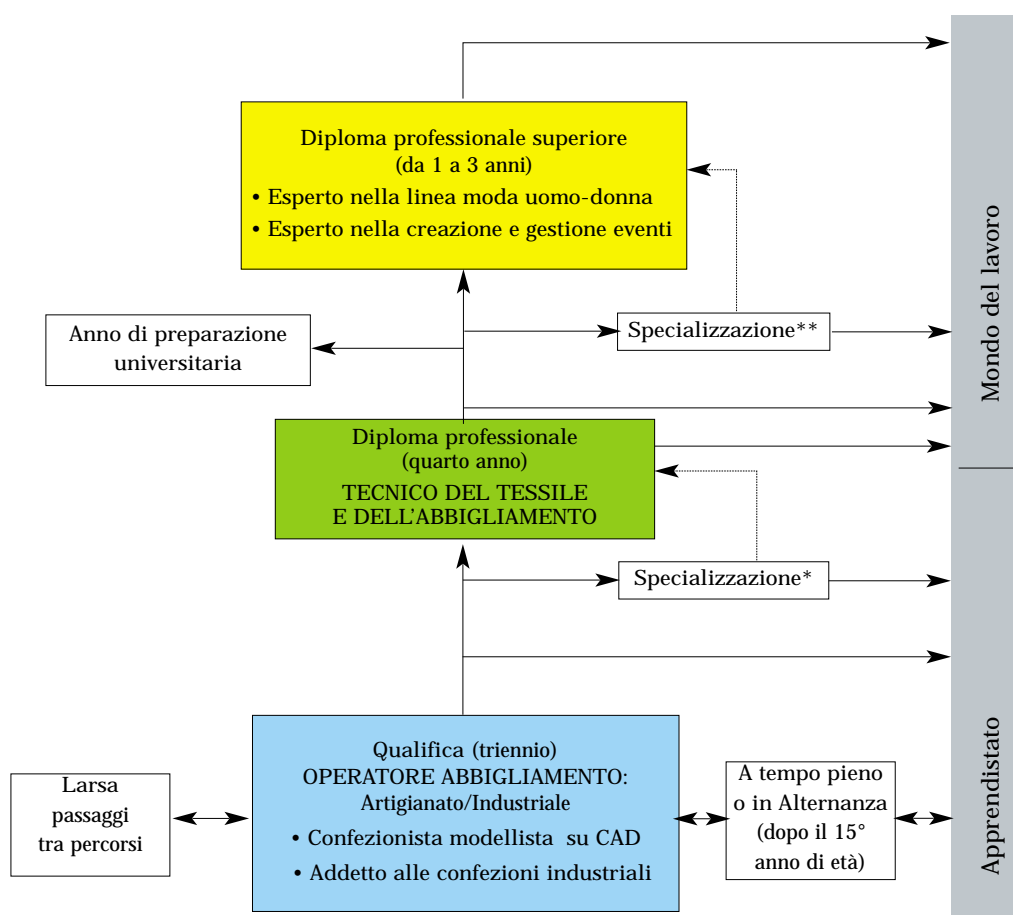 Diploma professionale superiore
(da 1 a 3 anni)
• Esperto nella linea moda uomo-donna
• Esperto nella creazione e gestione eventi
Anno di preparazione
universitaria
Specializzazione**
Mondo del lavoro
Diploma professionale
(quarto anno)
TECNICO DEL TESSILE
E DELL'ABBIGLIAMENTO
Specializzazione*
Qualifica (triennio)
OPERATORE ABBIGLIAMENTO:
Artigianato/Industriale
• Confezionista modellista su CAD
• Addetto alle confezioni industriali
Larsa
passaggi
tra percorsi
A tempo pieno
o in Alternanza
(dopo il 15°
anno di età)
Apprendistato